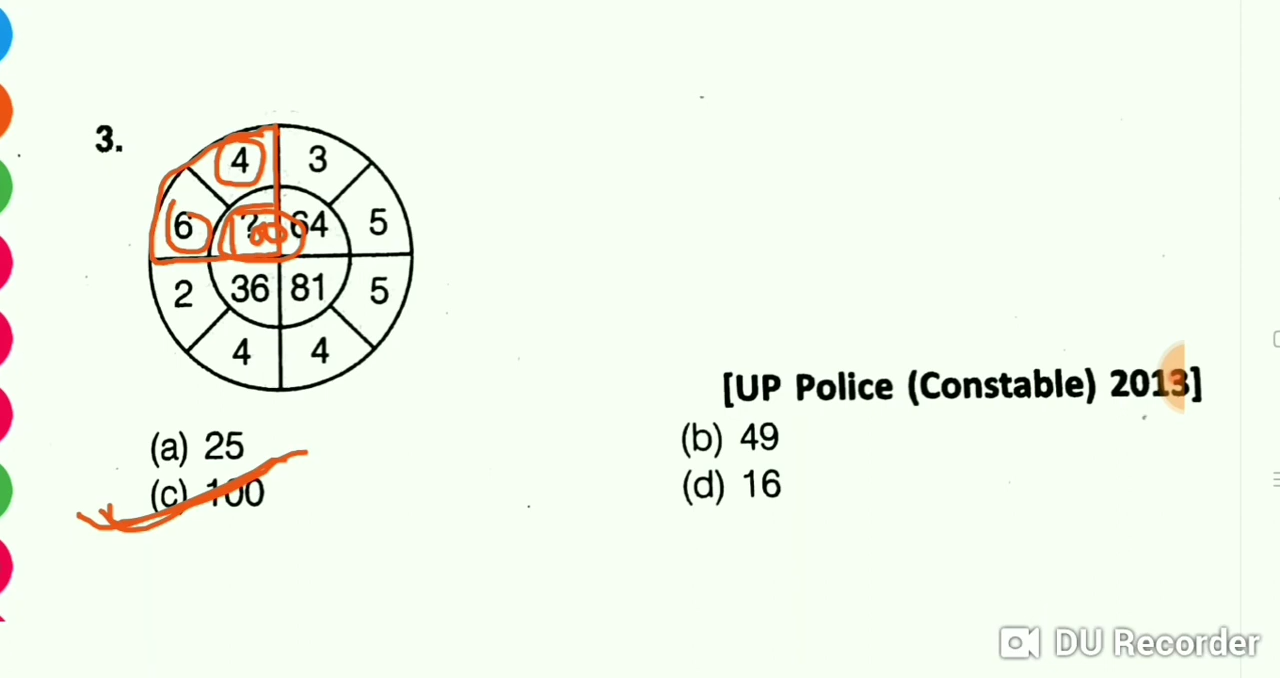 3.
4 3
6 ? 64 5
2 36 81 5
4 4
[UP Police (Constable) 2013]
(a) 25 (b) 49
(c) 100 (d) 16
DU Recorder